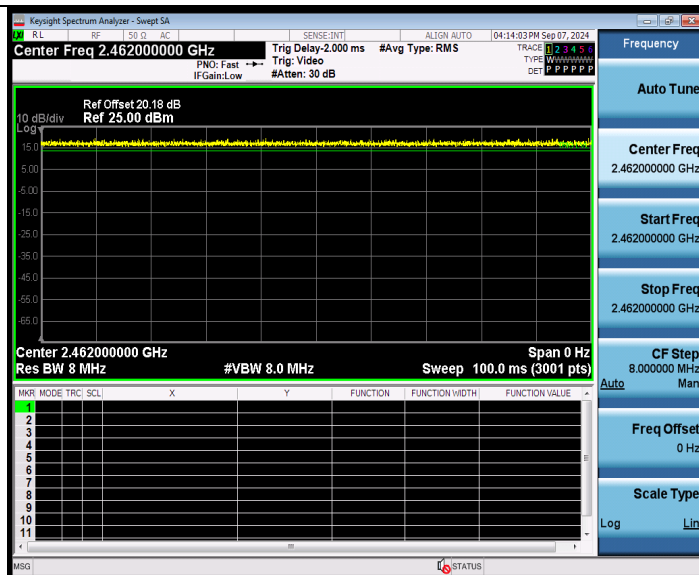 Keysight Spectrum Analyzer - Swept SA
LXI RL RF 50 Ω AC SENSE:INT ALIGN AUTO 04:14:03 PM Sep 07, 2024
Center Freq 2.462000000 GHz
PNO: Fast
IFGain:Low
Trig Delay-2.000 ms
Trig: Video
#Atten: 30 dB
#Avg Type: RMS
TRACE 1 2 3 4 5 6
TYPE WWWWWW
DET P P P P P P
Ref Offset 20.18 dB
10 dB/div Ref 25.00 dBm
Log
15.0
5.00
-5.00
-15.0
-25.0
-35.0
-45.0
-55.0
-65.0
Center 2.462000000 GHz Span 0 Hz
Res BW 8 MHz #VBW 8.0 MHz Sweep 100.0 ms (3001 pts)
MKR MODE TRC SCL X Y FUNCTION FUNCTION WIDTH FUNCTION VALUE
1
2
3
4
5
6
7
8
9
10
11
MSG STATUS
Frequency
Auto Tune
Center Freq
2.462000000 GHz
Start Freq
2.462000000 GHz
Stop Freq
2.462000000 GHz
CF Step
8.000000 MHz
Auto Man
Freq Offset
0 Hz
Scale Type
Log Lin